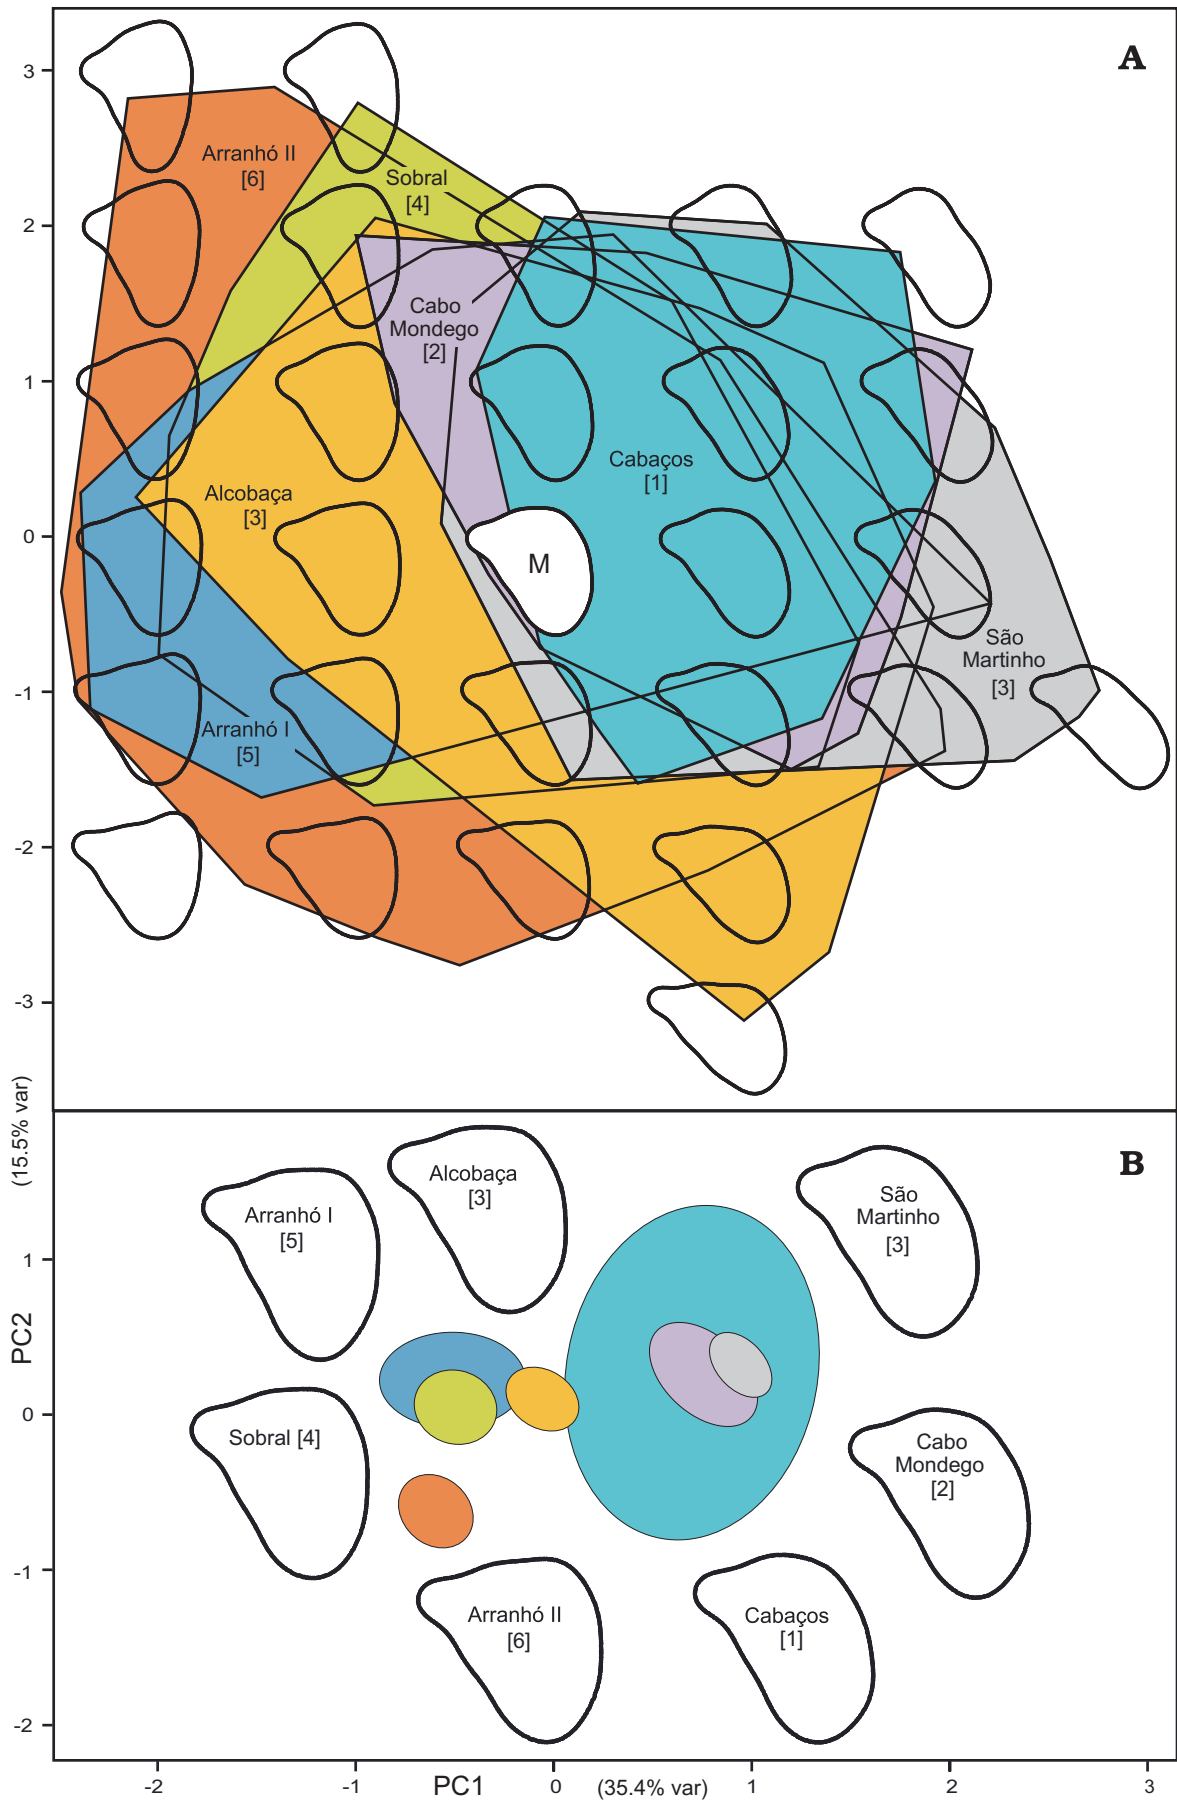 A
3
2
1
0
-1
-2
-3
Arranhó II
[6]
Sobral
[4]
Cabo
Mondego
[2]
Cabaços
[1]
Alcobaça
[3]
M
São
Martinho
[3]
Arranhó I
[5]
(15.5% var)
PC2
B
1
0
-1
-2
Arranhó I
[5]
Alcobaça
[3]
São
Martinho
[3]
Sobral [4]
Cabo
Mondego
[2]
Arranhó II
[6]
Cabaços
[1]
-2
-1
PC1
0
(35.4% var)
1
2
3